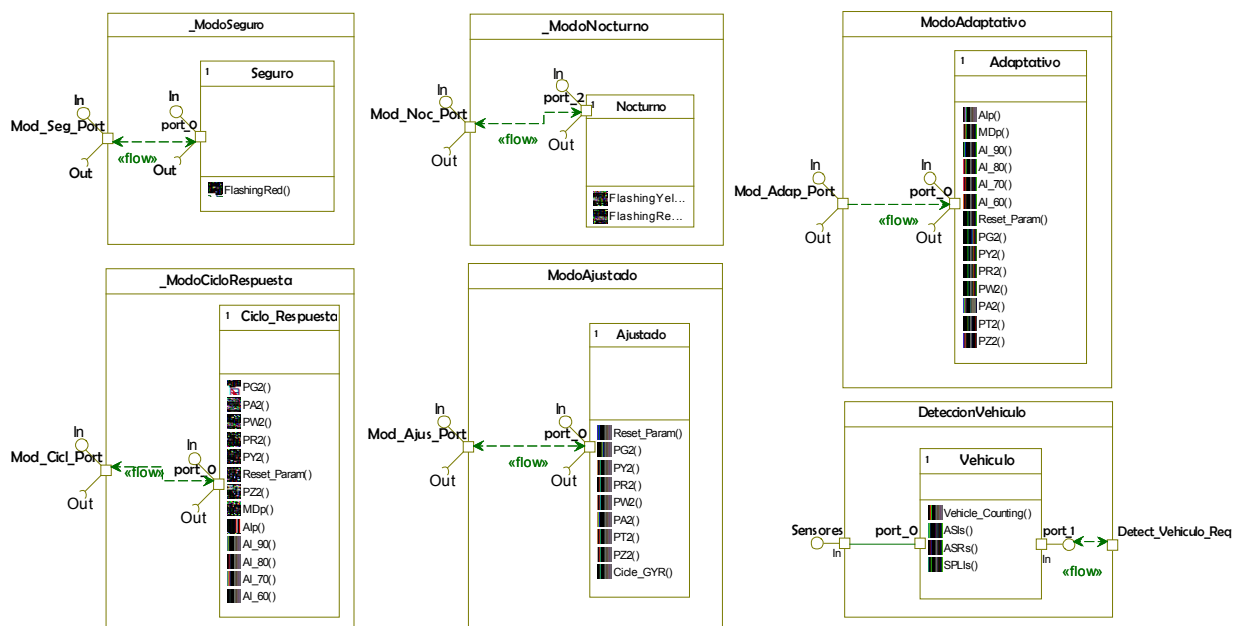 _ModoSeguro
1 Seguro
In
In
Mod_Seg_Port
port_0
«flow»
Out
Out
FlashingRed()
_ModoNocturno
In
In
port_2
1
Nocturno
Mod_Noc_Port
«flow»
Out
Out
FlashingYel...
FlashingRe...
ModoAdaptativo
1 Adaptativo
AIp()
MDp()
AI_90()
AI_80()
AI_70()
AI_60()
Reset_Param()
PG2()
PY2()
PR2()
PW2()
PA2()
PT2()
PZ2()
In
In
Mod_Adap_Port
port_0
«flow»
Out
Out
_ModoCicloRespuesta
1 Ciclo_Respuesta
PG2()
PA2()
PW2()
PR2()
PY2()
Reset_Param()
PZ2()
MDp()
AIp()
AI_90()
AI_80()
AI_70()
AI_60()
In
In
Mod_Cicl_Port
port_0
«flow»
Out
Out
ModoAjustado
1 Ajustado
Reset_Param()
PG2()
PY2()
PR2()
PW2()
PA2()
PT2()
PZ2()
Cicle_GYR()
In
In
Mod_Ajus_Port
port_0
«flow»
Out
Out
DeteccionVehiculo
1 Vehiculo
Vehicle_Counting()
ASIs()
ASRs()
SPLIs()
Sensores
In
port_0
port_1
In
«flow»
Detect_Vehiculo_Req